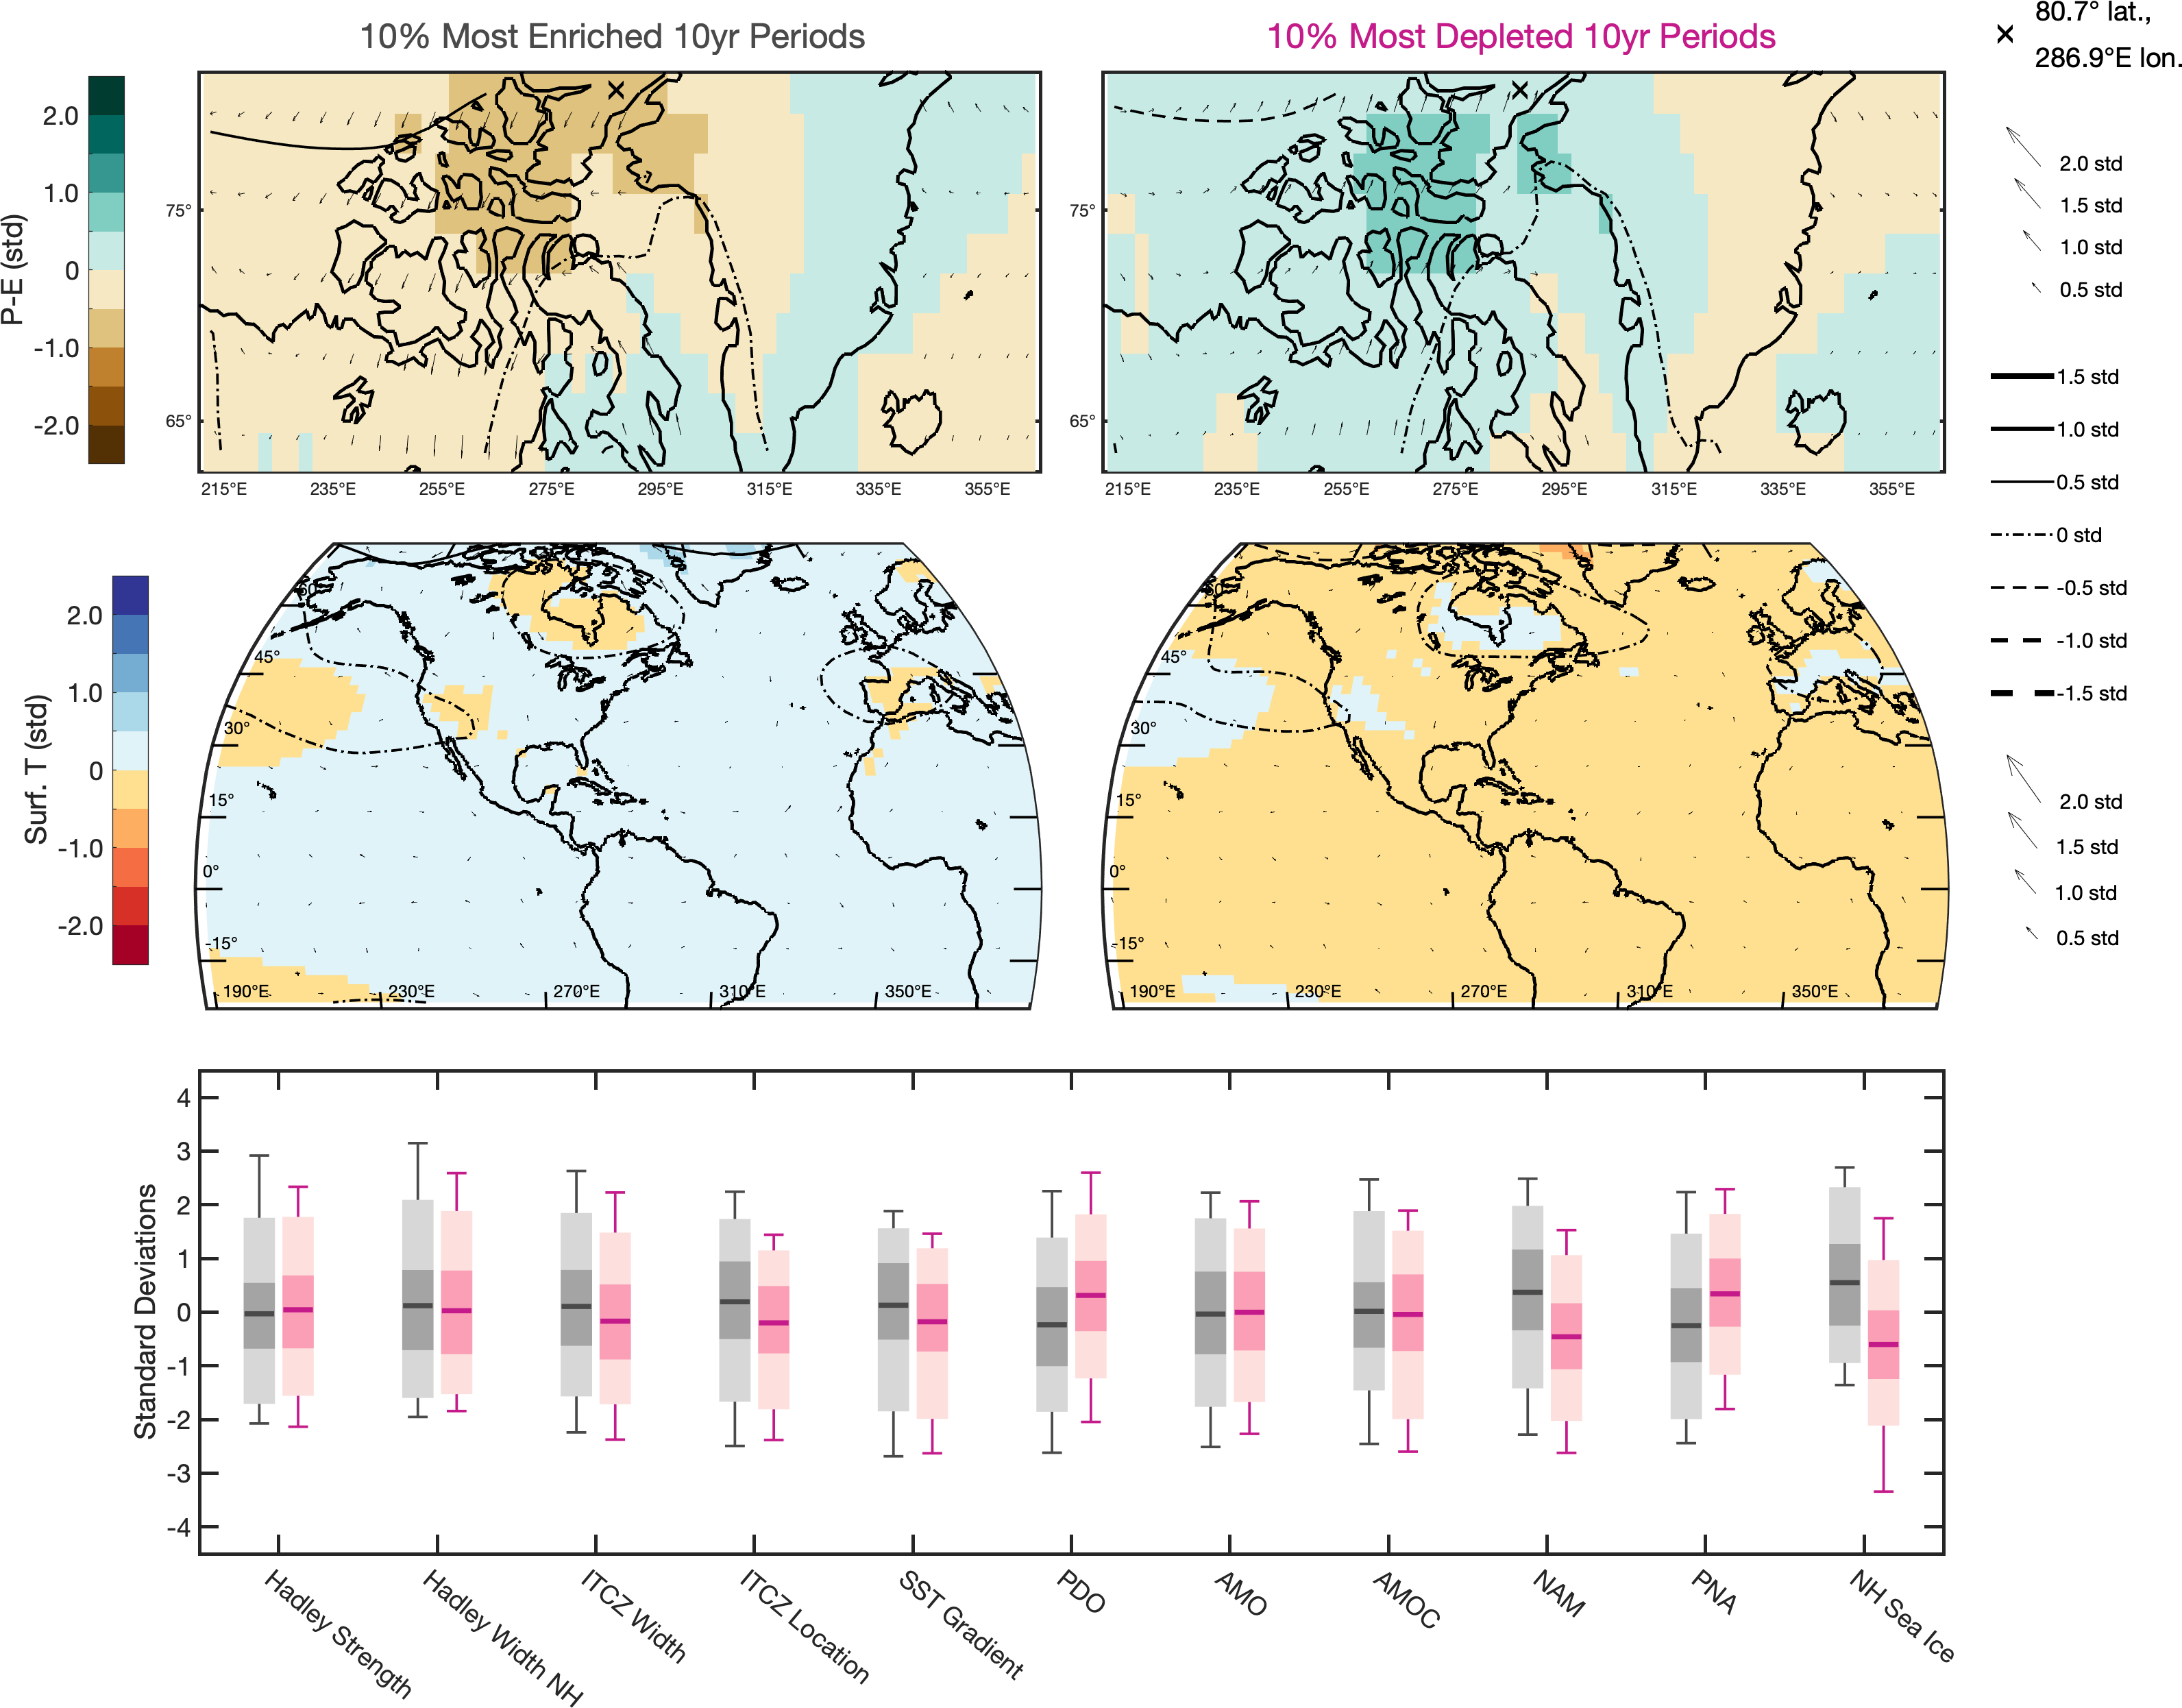 10% Most Enriched 10yr Periods
10% Most Depleted 10yr Periods
80.7° lat.,
286.9°E lon.
P-E (std)
2.0
1.0
0
-1.0
-2.0
75°
65°
215°E 235°E 255°E 275°E 295°E 315°E 335°E 355°E
75°
65°
215°E 235°E 255°E 275°E 295°E 315°E 335°E 355°E
2.0 std
1.5 std
1.0 std
0.5 std
1.5 std
1.0 std
0.5 std
0 std
-0.5 std
-1.0 std
-1.5 std
2.0 std
1.5 std
1.0 std
0.5 std
Surf. T (std)
2.0
1.0
0
-1.0
-2.0
60°
45°
30°
15°
0°
-15°
190°E 230°E 270°E 310°E 350°E
60°
45°
30°
15°
0°
-15°
190°E 230°E 270°E 310°E 350°E
Standard Deviations
4
3
2
1
0
-1
-2
-3
-4
Hadley Strength
Hadley Width NH
ITCZ Width
ITCZ Location
SST Gradient
PDO
AMO
AMOC
NAM
PNA
NH Sea Ice